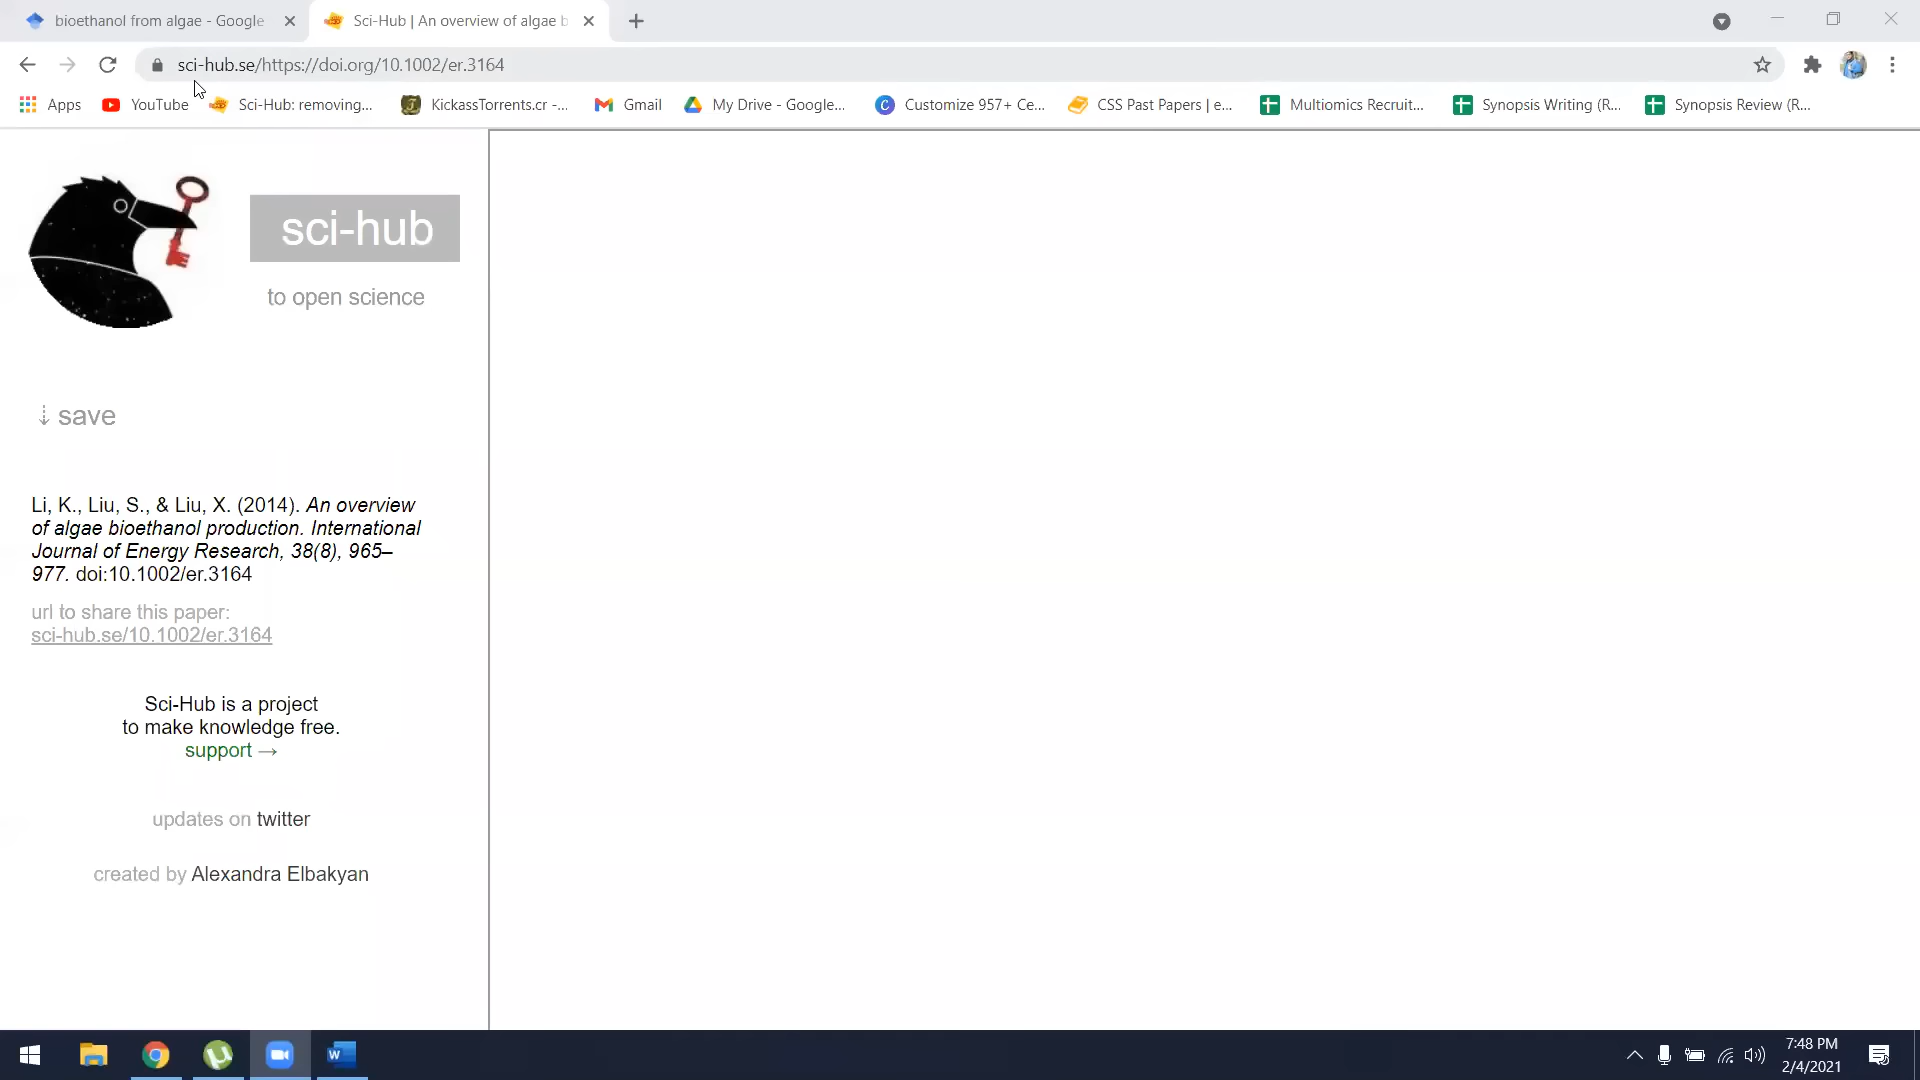 bioethanol from algae - Google
Sci-Hub | An overview of algae b
sci-hub.se/https://doi.org/10.1002/er.3164
Apps
YouTube
Sci-Hub: removing...
KickassTorrents.cr -...
Gmail
My Drive - Google...
Customize 957+ Ce...
CSS Past Papers | e...
Multiomics Recruit...
Synopsis Writing (R...
Synopsis Review (R...
sci-hub
to open science
⇣ save
Li, K., Liu, S., & Liu, X. (2014). An overview
of algae bioethanol production. International
Journal of Energy Research, 38(8), 965–
977. doi:10.1002/er.3164
url to share this paper:
sci-hub.se/10.1002/er.3164
Sci-Hub is a project
to make knowledge free.
support →
updates on twitter
created by Alexandra Elbakyan
7:48 PM
2/4/2021